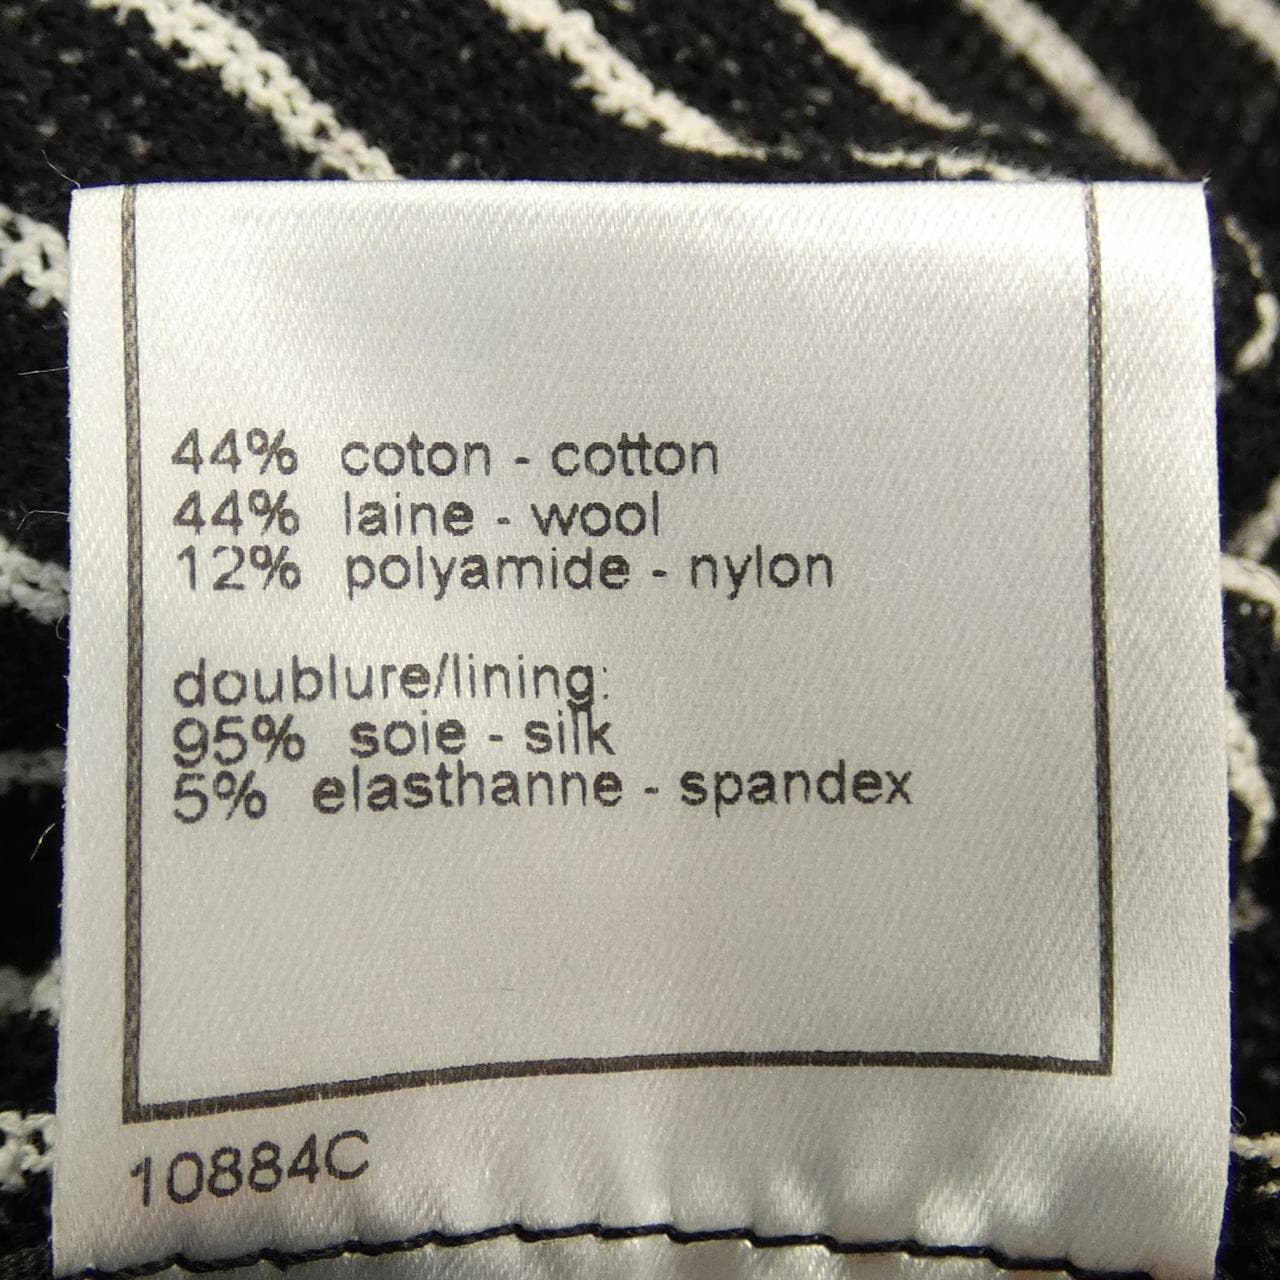 44% coton - cotton
44% laine - wool
12% polyamide - nylon
doublure/lining:
95% soie - silk
5% elasthanne - spandex
10884C